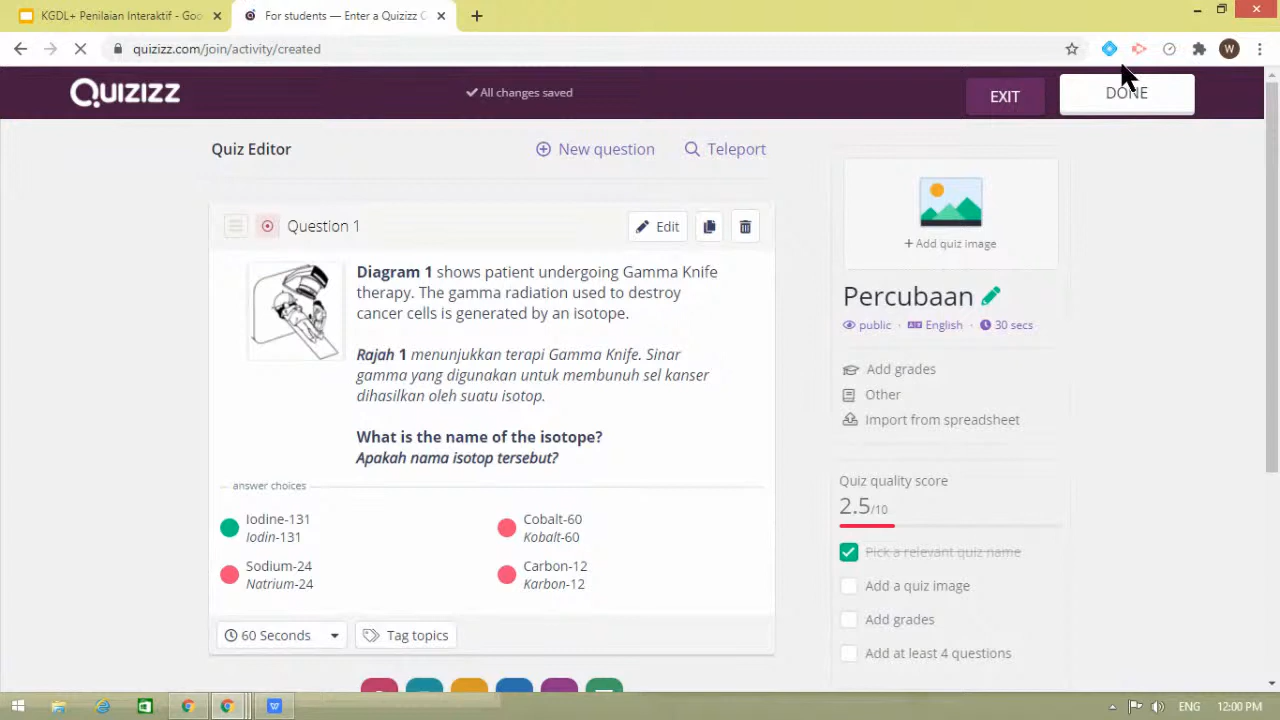 KGDL+ Penilaian Interaktif - Goo
For students — Enter a Quizizz C
quizizz.com/join/activity/created
W
Quizizz
All changes saved
EXIT
DONE
Quiz Editor
New question
Teleport
Question 1
Edit
Diagram 1 shows patient undergoing Gamma Knife
therapy. The gamma radiation used to destroy
cancer cells is generated by an isotope.
Rajah 1 menunjukkan terapi Gamma Knife. Sinar
gamma yang digunakan untuk membunuh sel kanser
dihasilkan oleh suatu isotop.
What is the name of the isotope?
Apakah nama isotop tersebut?
answer choices
Iodine-131
Iodin-131
Cobalt-60
Kobalt-60
Sodium-24
Natrium-24
Carbon-12
Karbon-12
60 Seconds
Tag topics
+ Add quiz image
Percubaan
public · English · 30 secs
Add grades
Other
Import from spreadsheet
Quiz quality score
2.5/10
Pick a relevant quiz name
Add a quiz image
Add grades
Add at least 4 questions
ENG
12:00 PM